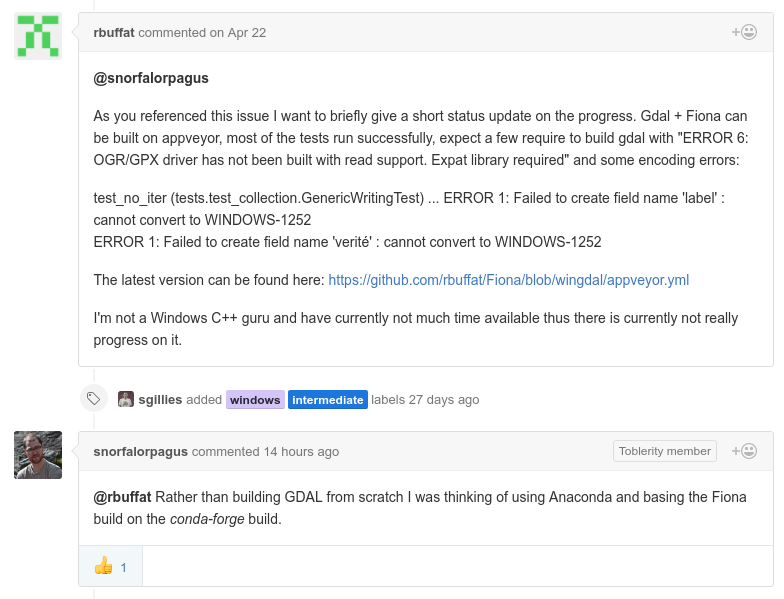 rbuffat commented on Apr 22
@snorfalorpagus
As you referenced this issue I want to briefly give a short status update on the progress. Gdal + Fiona can
be built on appveyor, most of the tests run successfully, expect a few require to build gdal with "ERROR 6:
OGR/GPX driver has not been built with read support. Expat library required" and some encoding errors:
test_no_iter (tests.test_collection.GenericWritingTest) ... ERROR 1: Failed to create field name 'label' :
cannot convert to WINDOWS-1252
ERROR 1: Failed to create field name 'verité' : cannot convert to WINDOWS-1252
The latest version can be found here: https://github.com/rbuffat/Fiona/blob/wingdal/appveyor.yml
I'm not a Windows C++ guru and have currently not much time available thus there is currently not really
progress on it.
sgillies added windows intermediate labels 27 days ago
snorfalorpagus commented 14 hours ago Toblerity member
@rbuffat Rather than building GDAL from scratch I was thinking of using Anaconda and basing the Fiona
build on the conda-forge build.
1